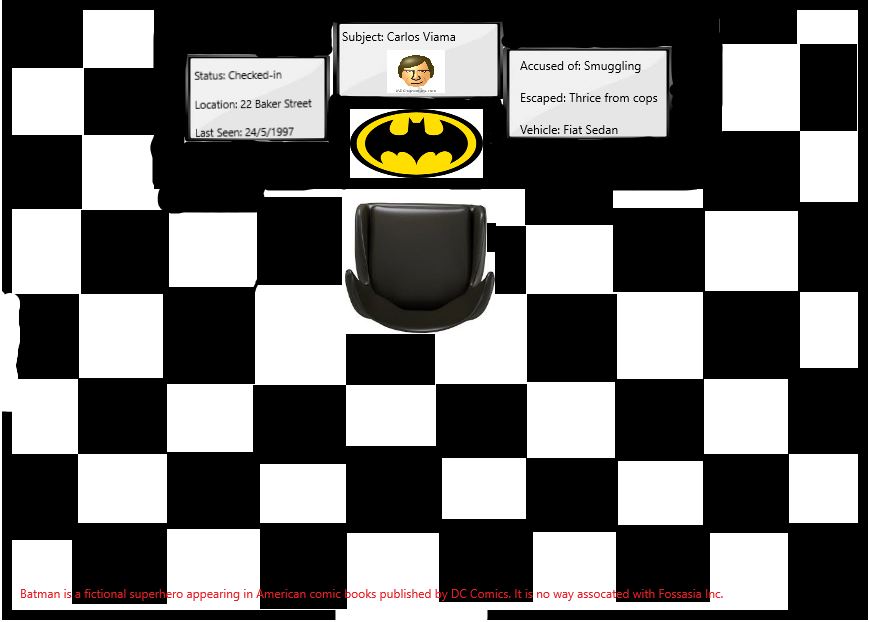 Subject: Carlos Viama
Status: Checked-in
Location: 22 Baker Street
Last Seen: 24/5/1997
Accused of: Smuggling
Escaped: Thrice from cops
Vehicle: Fiat Sedan
Batman is a fictional superhero appearing in American comic books published by DC Comics. It is no way assocated with Fossasia Inc.